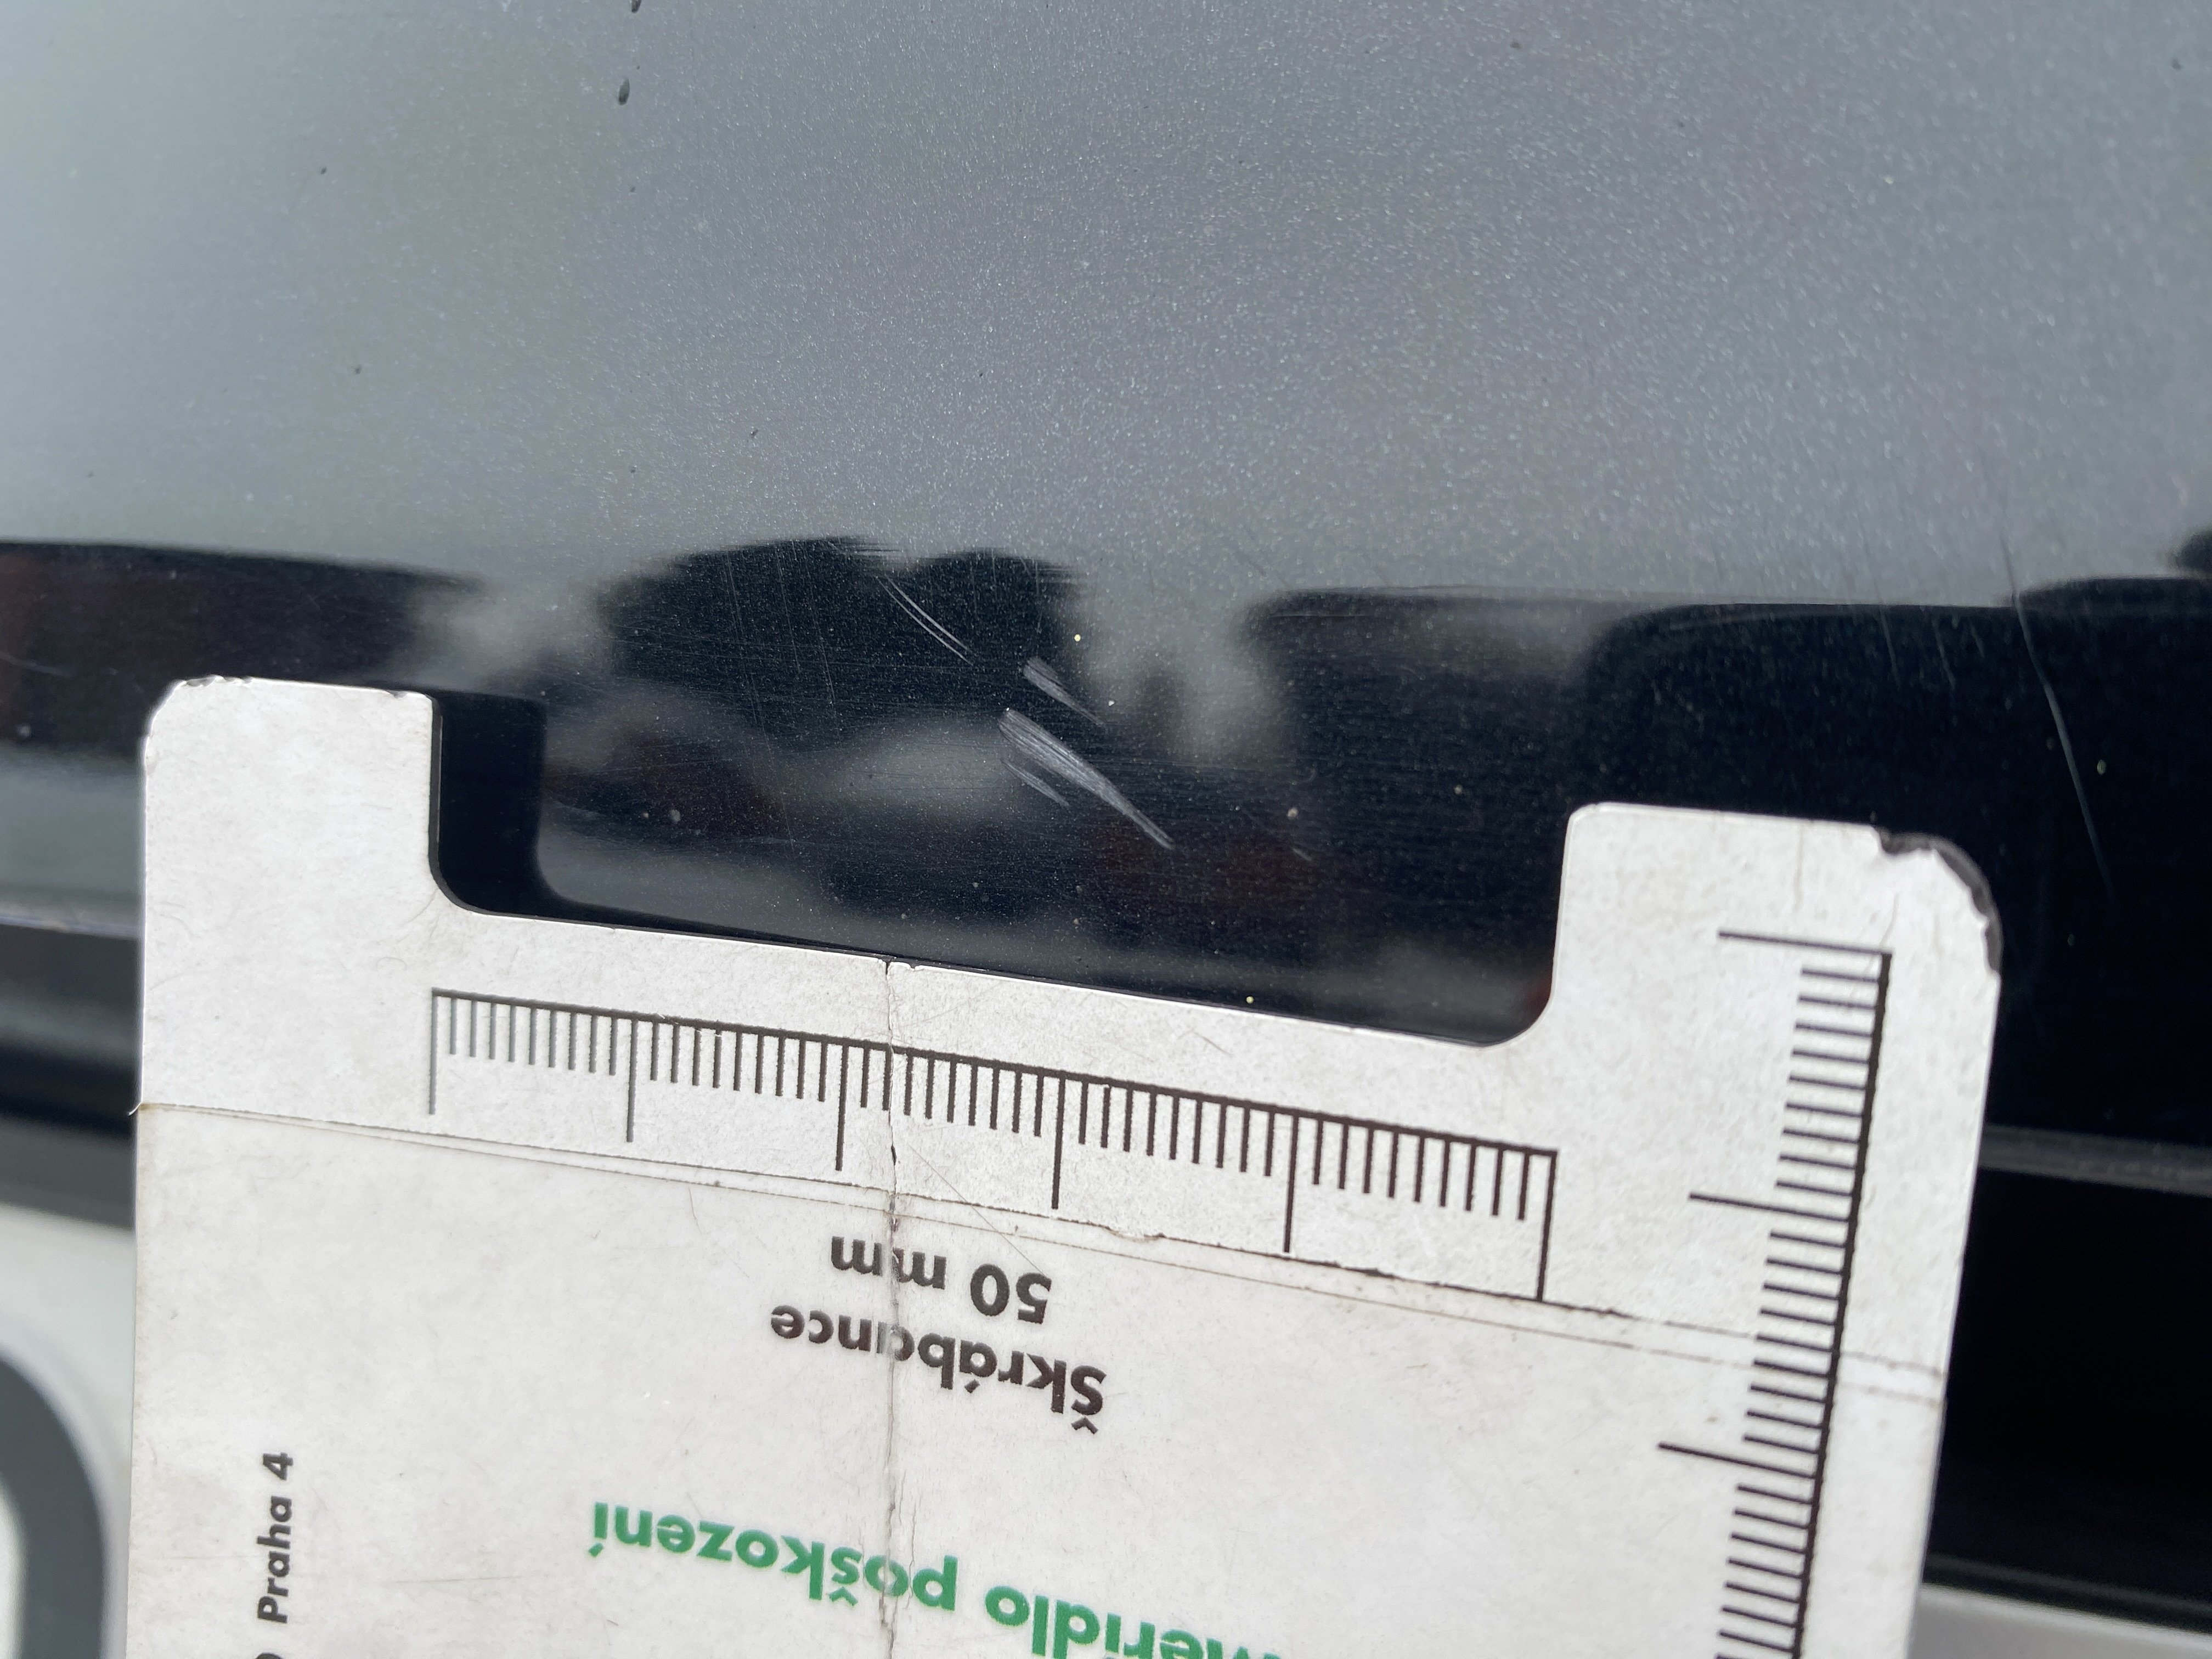 měřidlo poškození
Škrábance
50 mm
Praha 4